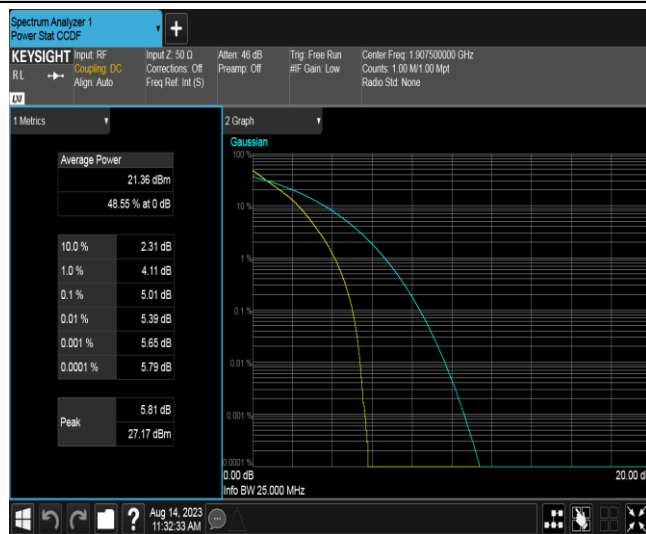 Spectrum Analyzer 1
Power Stat CCDF
+
KEYSIGHT
RL
LXI
Input: RF
Coupling: DC
Align: Auto
Input Z: 50 Ω
Corrections: Off
Freq Ref: Int (S)
Atten: 46 dB
Preamp: Off
Trig: Free Run
#IF Gain: Low
Center Freq: 1.907500000 GHz
Counts: 1.00 M/1.00 Mpt
Radio Std: None
1 Metrics
Average Power
21.36 dBm
48.55 % at 0 dB
10.0 % 2.31 dB
1.0 % 4.11 dB
0.1 % 5.01 dB
0.01 % 5.39 dB
0.001 % 5.65 dB
0.0001 % 5.79 dB
Peak
5.81 dB
27.17 dBm
2 Graph
Gaussian
100 %
10 %
1 %
0.1 %
0.01 %
0.001 %
0.0001 %
0.00 dB
20.00 d
Info BW 25.000 MHz
?
Aug 14, 2023
11:32:33 AM